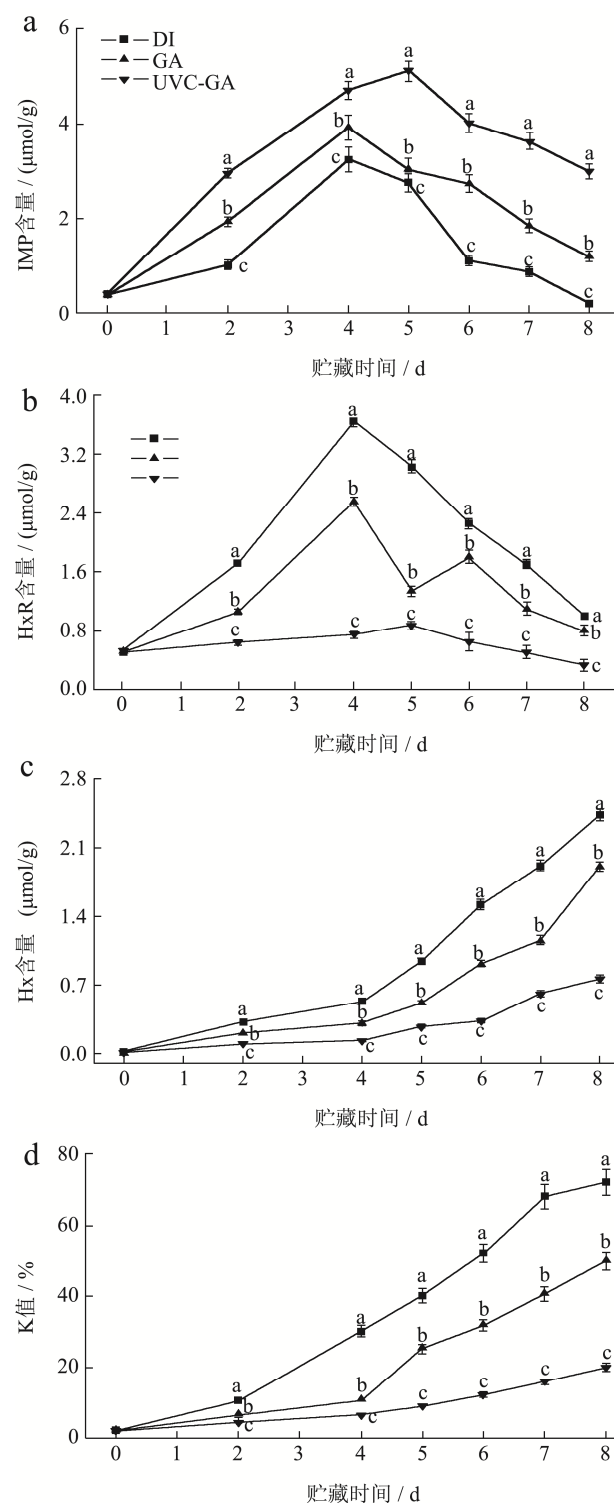 a
6
4
2
0
IMP含量 / (μmol/g)
DI
GA
UVC-GA
a
a
a
a
a
a
b
b
b
b
b
b
c
c
c
c
c
c
0 1 2 3 4 5 6 7 8
贮藏时间 / d
b
4.0
3.2
2.4
1.6
0.8
0.0
HxR含量 / (μmol/g)
a
a
a
a
a
a
b
b
b
b
b
b
c
c
c
c
c
c
0 1 2 3 4 5 6 7 8
贮藏时间 / d
c
2.8
2.1
1.4
0.7
0.0
Hx含量 (μmol/g)
a
a
a
a
a
a
b
b
b
b
b
b
c
c
c
c
c
c
0 1 2 3 4 5 6 7 8
贮藏时间 / d
d
80
60
40
20
0
K值 / %
a
a
a
a
a
a
b
b
b
b
b
b
c
c
c
c
c
c
0 1 2 3 4 5 6 7 8
贮藏时间 / d